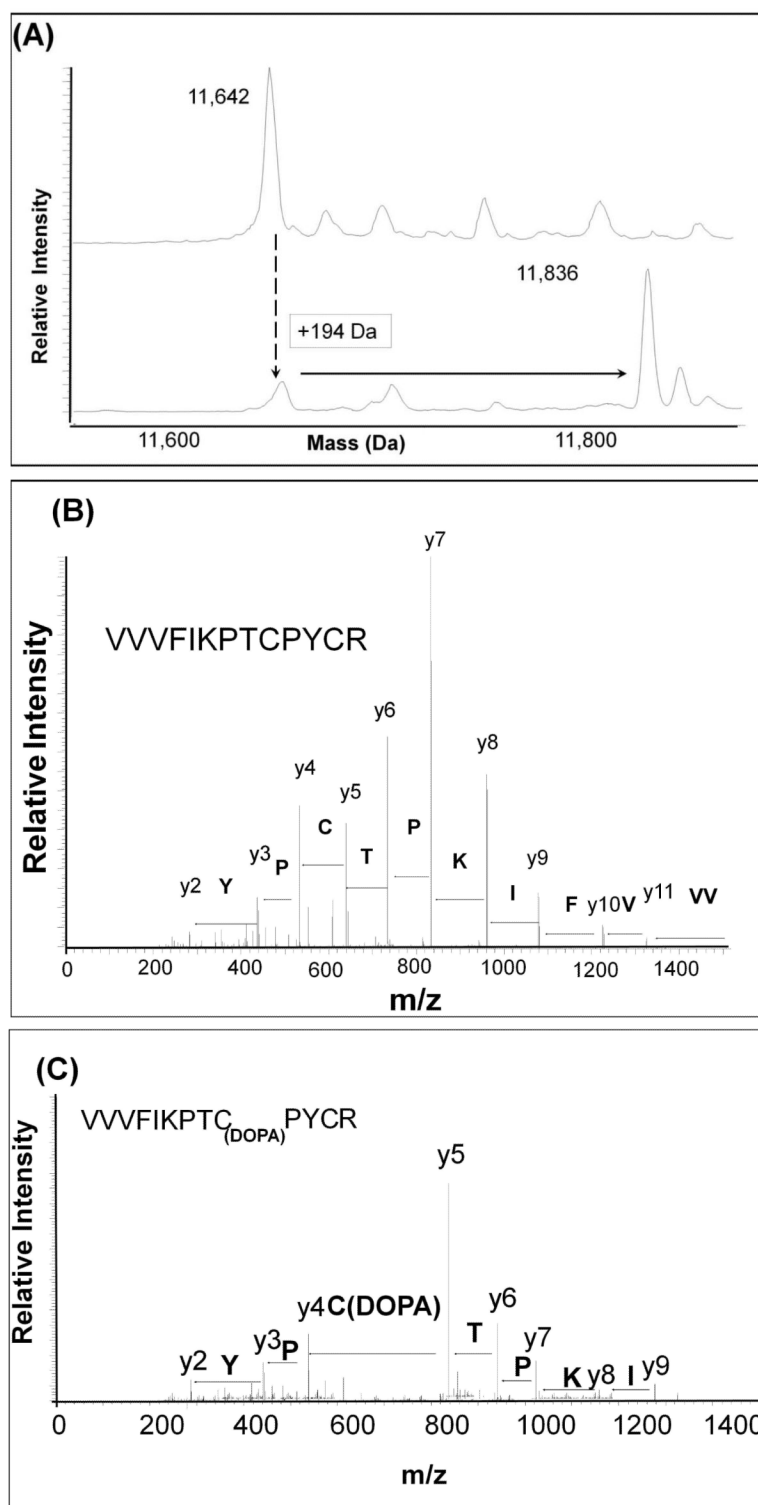 (A)
11,642
11,836
+194 Da
Relative Intensity
11,600
Mass (Da)
11,800
(B)
y7
VVVFIKPTCPYCR
y6
y8
y4
y5
C
P
y3
T
K
y9
y2
Y
P
I
F
y10
V
y11
VV
Relative Intensity
0 200 400 600 800 1000 1200 1400
m/z
(C)
VVVFIKPTC(DOPA)PYCR
y5
y4
C(DOPA)
y6
y3
P
T
y7
y2
Y
P
K
y8
I
y9
Relative Intensity
0 200 400 600 800 1000 1200 1400
m/z